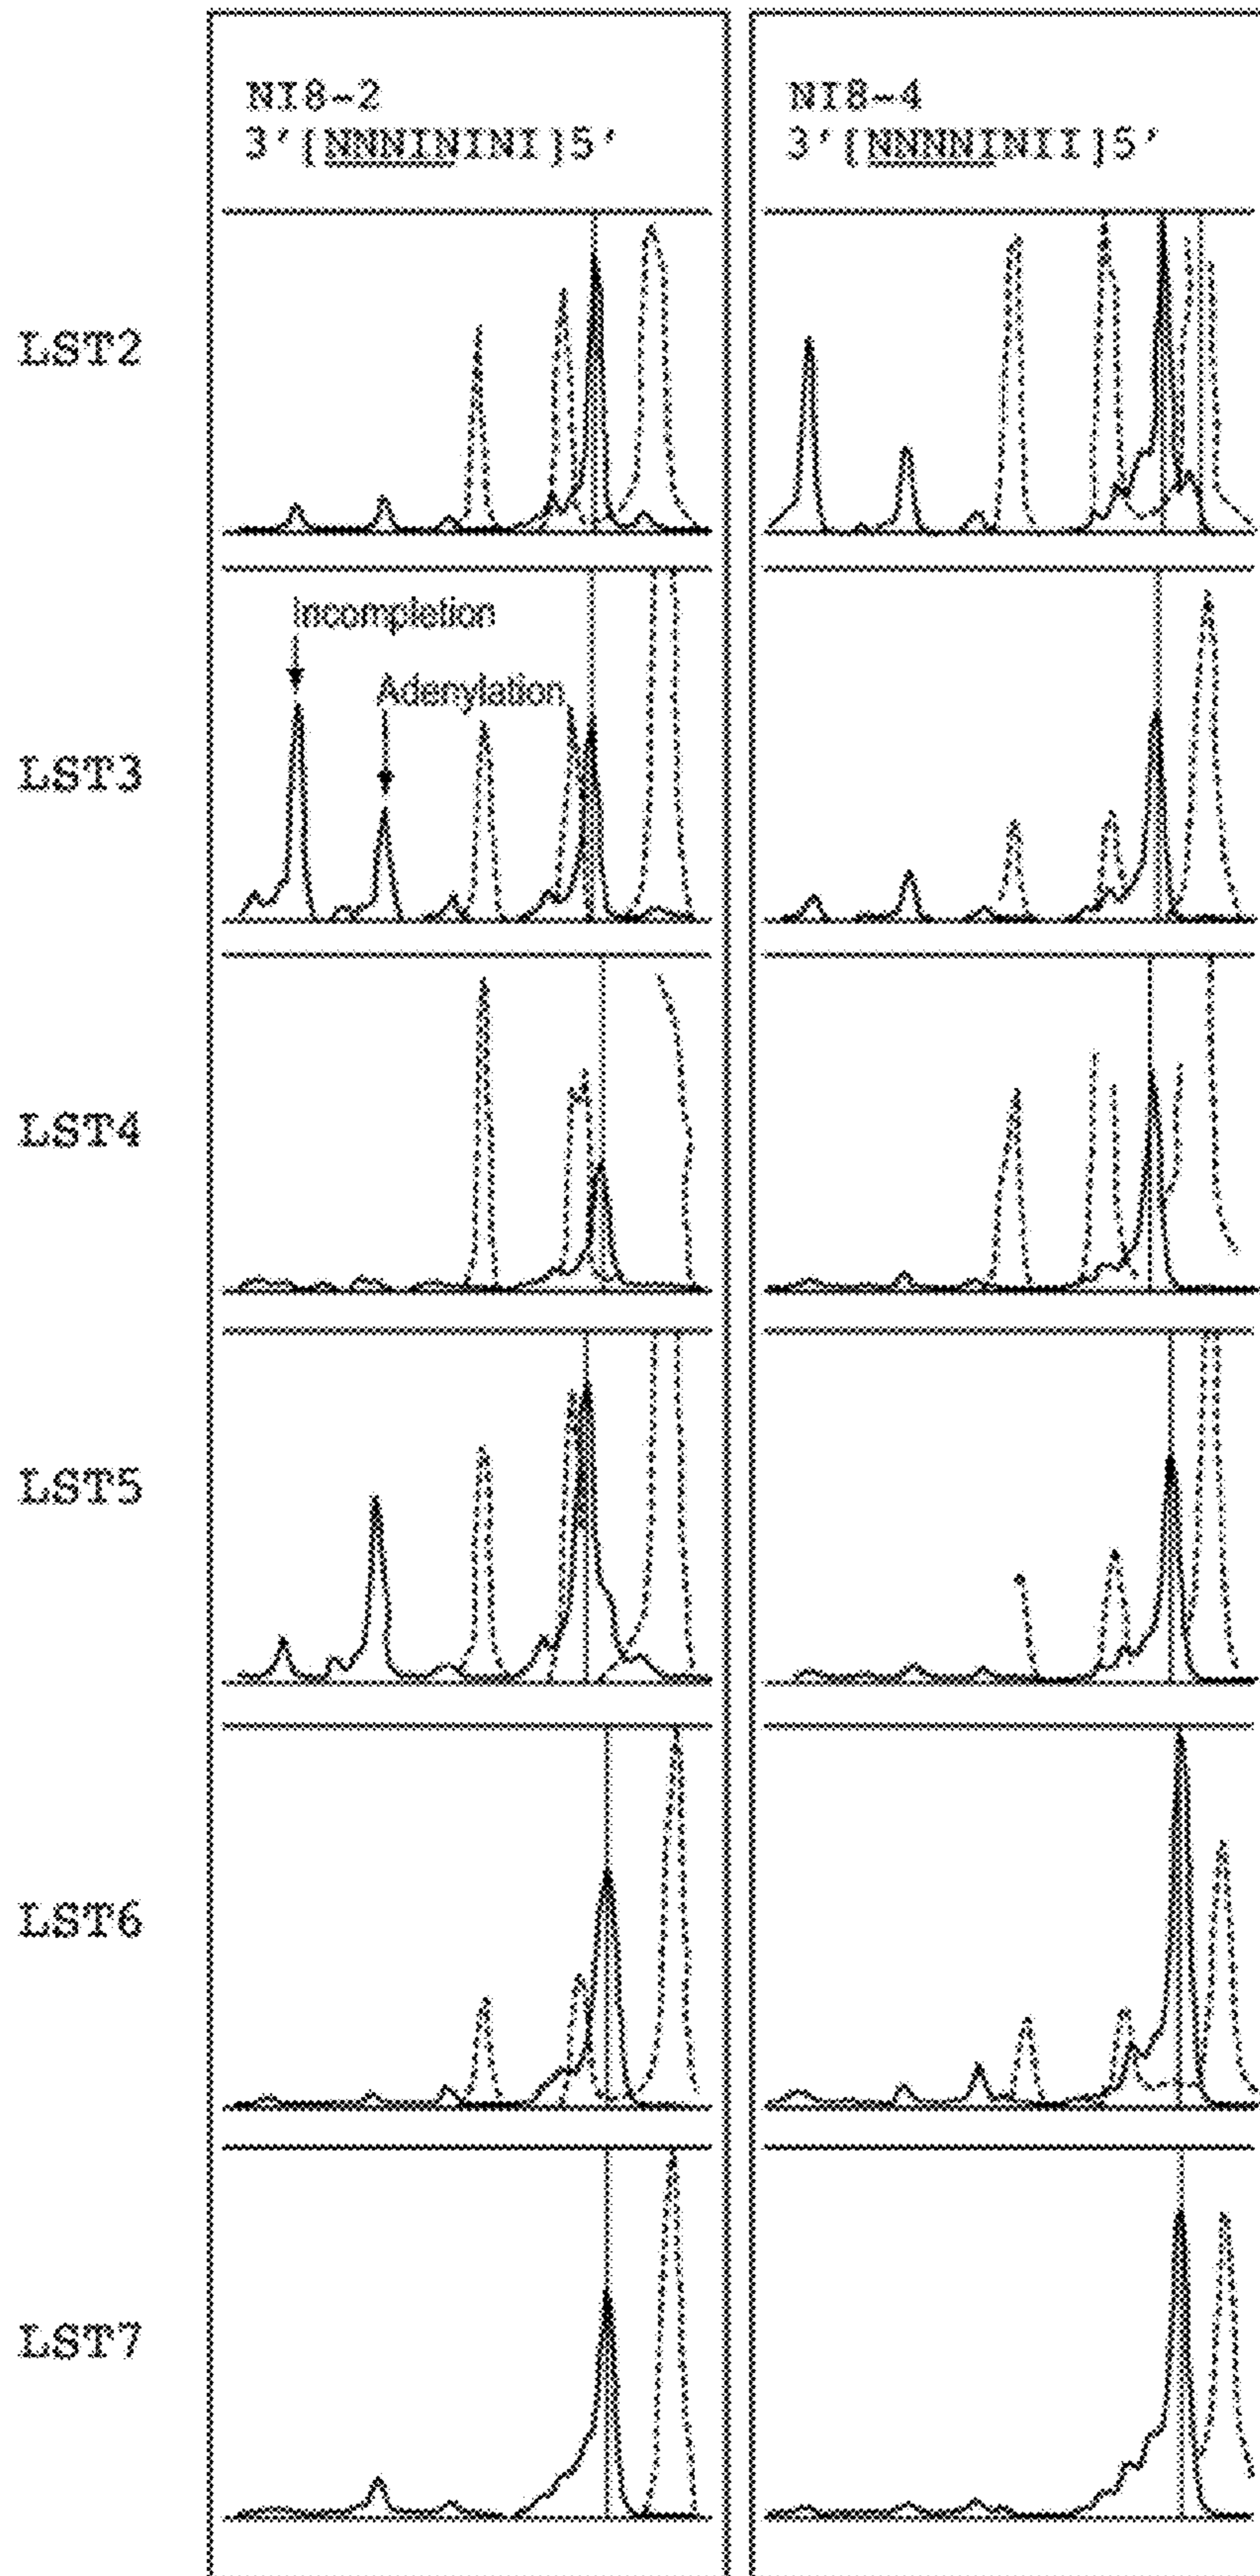 NI8-2
3'[NNNININI]5'
NI8-4
3'[NNNNINII]5'
LST2
LST3
Incompletion
Adenylation
LST4
LST5
LST6
LST7